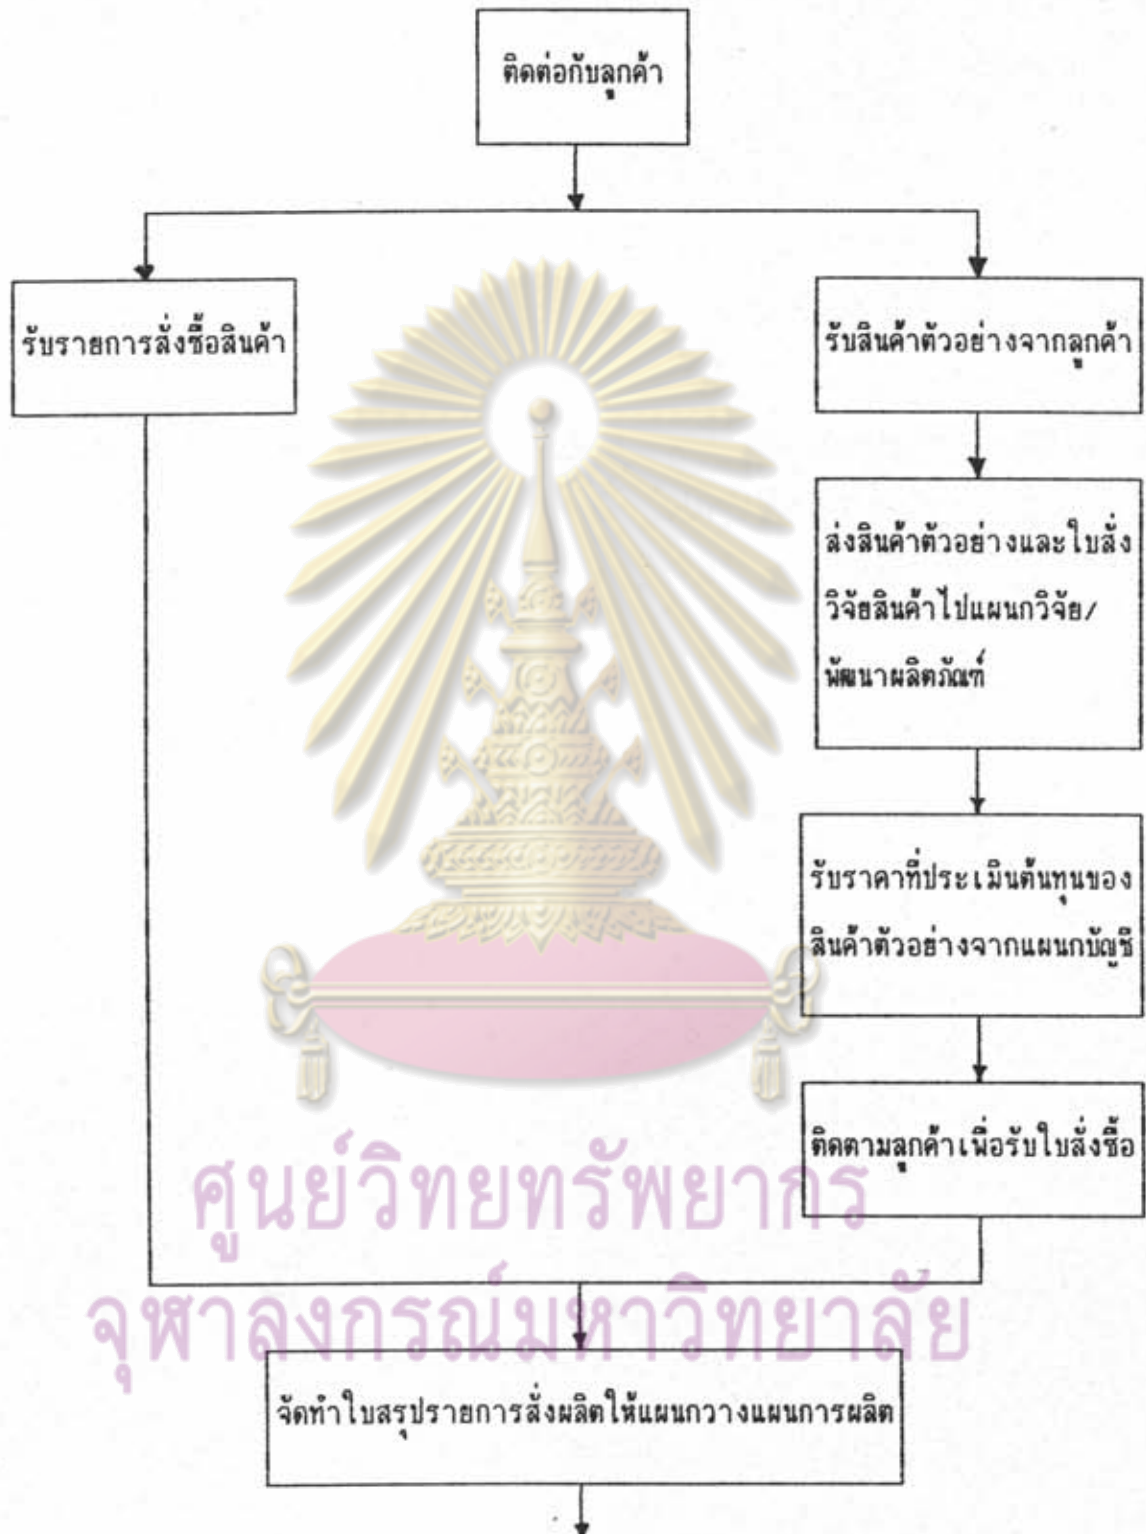 ติดต่อกับลูกค้า
รับรายการสั่งซื้อสินค้า
รับสินค้าตัวอย่างจากลูกค้า
ส่งสินค้าตัวอย่างและใบสั่ง
วิจัยสินค้าไปแผนกวิจัย/
พัฒนาผลิตภัณฑ์
รับราคาที่ประเมินต้นทุนของ
สินค้าตัวอย่างจากแผนกบัญชี
ติดตามลูกค้าเพื่อรับใบสั่งซื้อ
ศูนย์วิทยทรัพยากร
จุฬาลงกรณ์มหาวิทยาลัย
จัดทำใบสรุปรายการสั่งผลิตให้แผนกวางแผนการผลิต